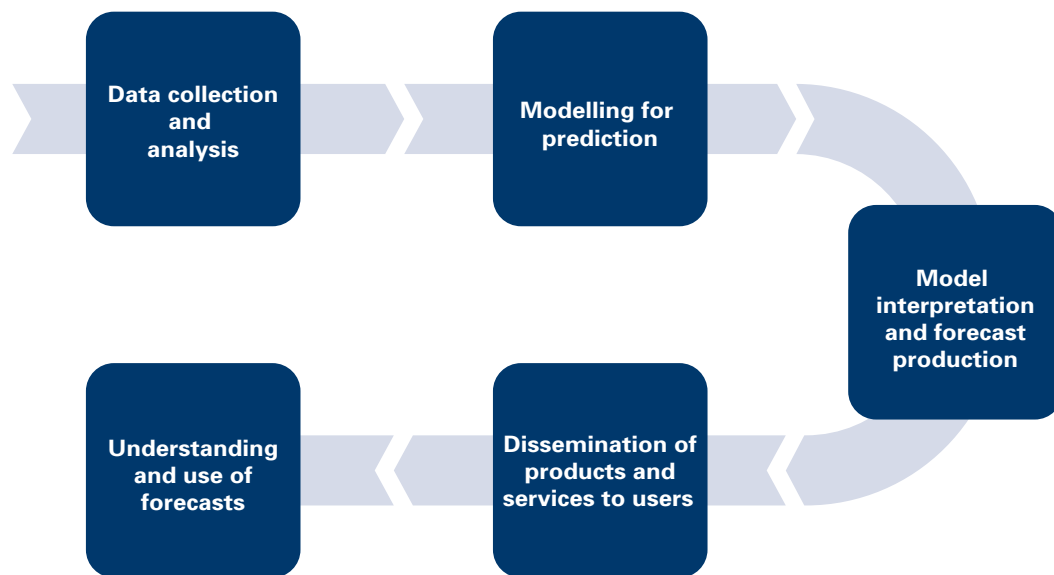 Data collection
and
analysis
Modelling for
prediction
Model
interpretation
and forecast
production
Dissemination of
products and
services to users
Understanding
and use of
forecasts